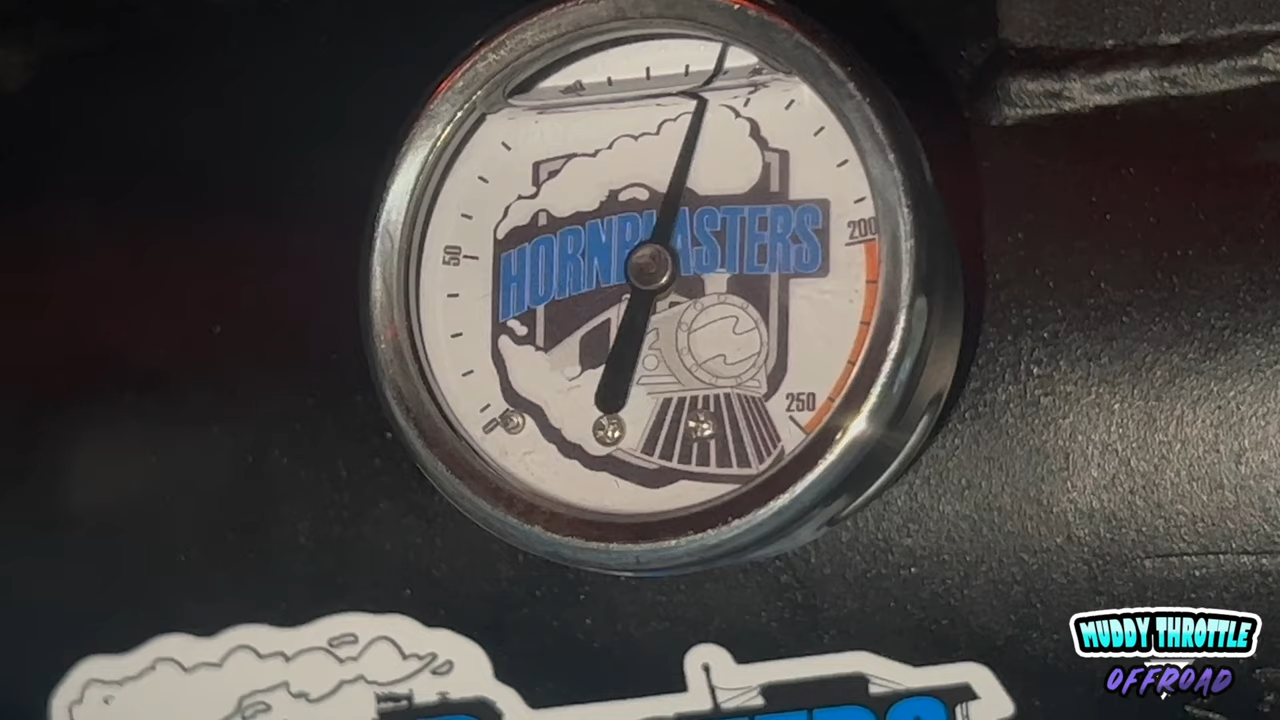 50
HORNBLASTERS
200
250
MUDDY THROTTLE
OFFROAD